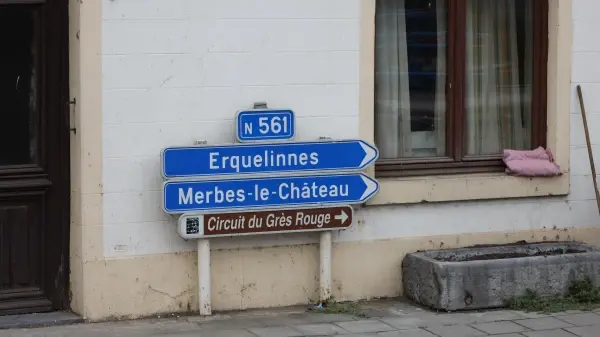 N 561
Erquelinnes
Merbes-le-Château
Circuit du Grès Rouge